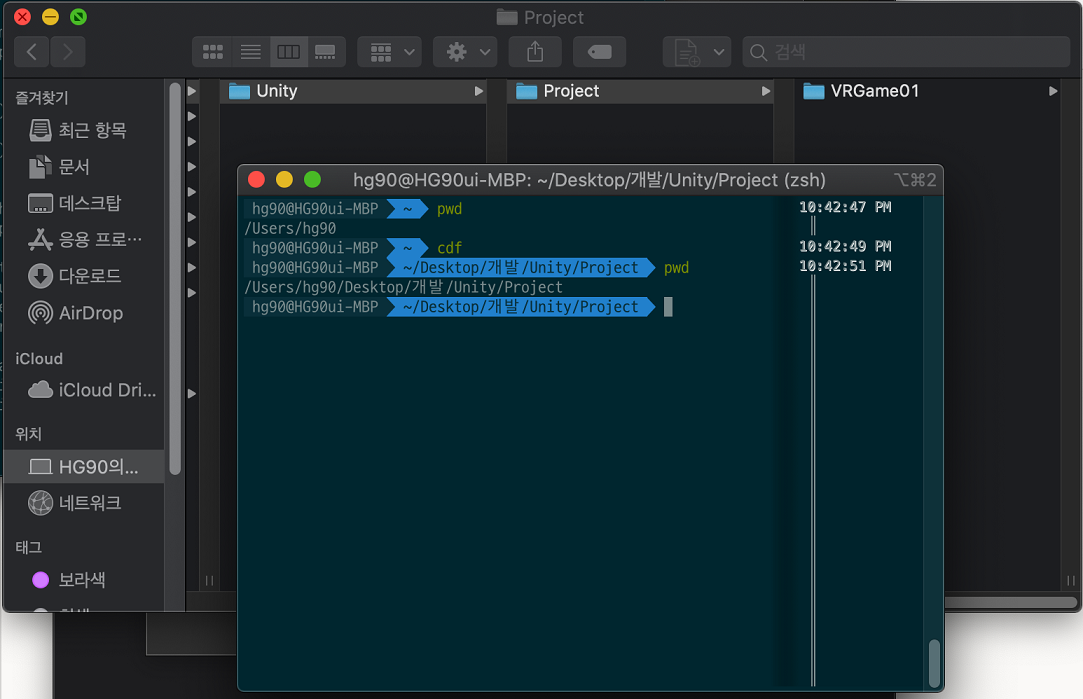 Project
검색
즐겨찾기
최근 항목
문서
데스크탑
응용 프로…
다운로드
AirDrop
iCloud
iCloud Dri…
위치
HG90의…
네트워크
태그
보라색
Unity
Project
VRGame01
hg90@HG90ui-MBP: ~/Desktop/개발/Unity/Project (zsh)
⌥⌘2
hg90@HG90ui-MBP ~ pwd 10:42:47 PM
/Users/hg90
hg90@HG90ui-MBP ~ cdf 10:42:49 PM
hg90@HG90ui-MBP ~/Desktop/개발/Unity/Project pwd 10:42:51 PM
/Users/hg90/Desktop/개발/Unity/Project
hg90@HG90ui-MBP ~/Desktop/개발/Unity/Project